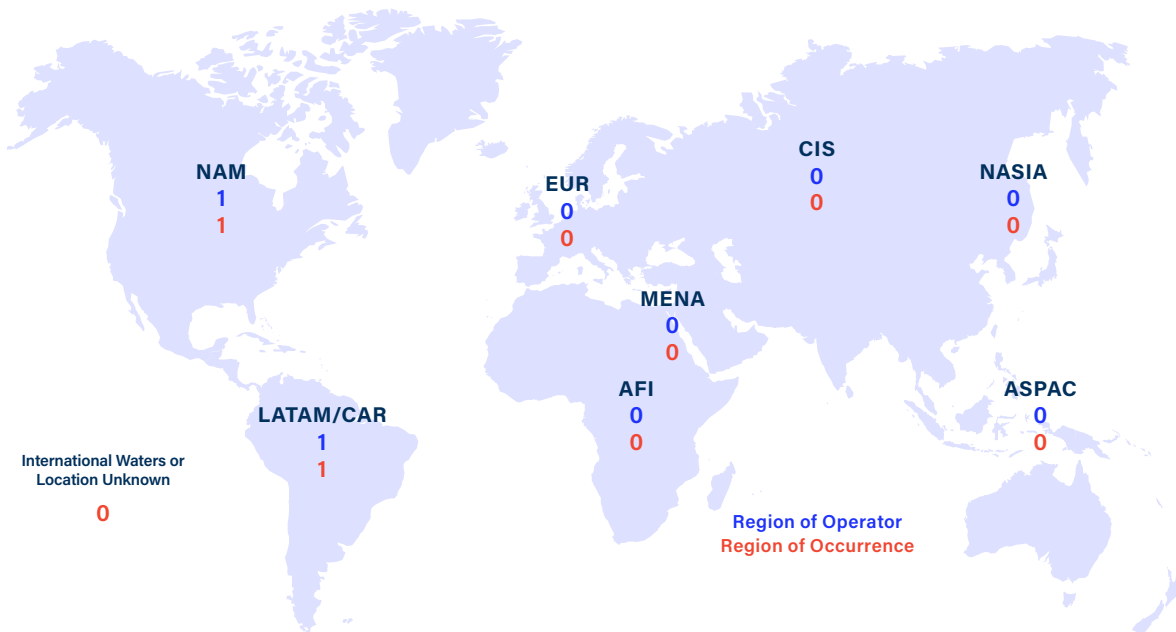 NAM
1
1
EUR
0
0
CIS
0
0
NASIA
0
0
MENA
0
0
AFI
0
0
ASPAC
0
0
LATAM/CAR
1
1
International Waters or
Location Unknown
0
Region of Operator
Region of Occurrence